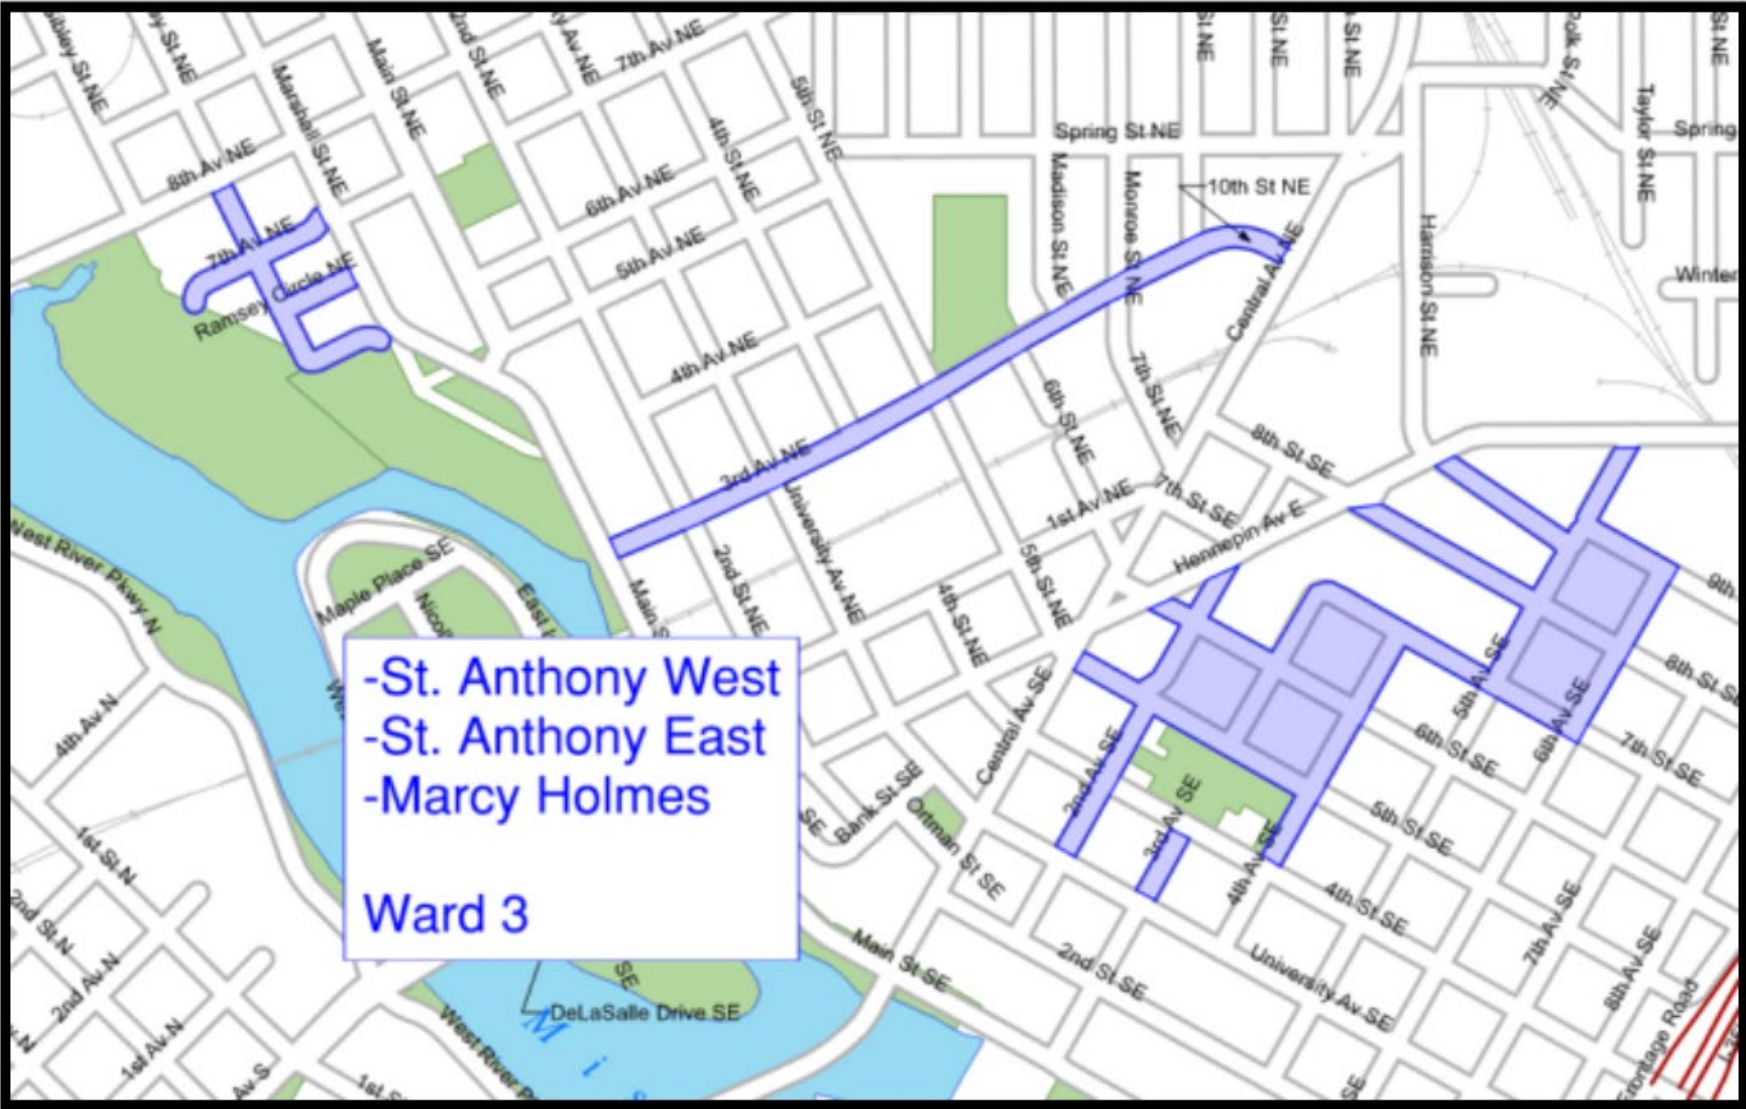 8th Av NE
Marshall St NE
Main St NE
2nd St NE
7th Av NE
5th St NE
4th St NE
6th Av NE
5th Av NE
4th Av NE
Spring St NE
Madison St NE
Monroe St NE
10th St NE
Central Av NE
Harrison St NE
Polk St NE
Taylor St NE
Spring
Winter
7th Av NE
Ramsey Circle NE
3rd Av NE
University Av NE
2nd St NE
6th St NE
7th St NE
8th St SE
7th St SE
1st Av NE
Hennepin Av E
5th St NE
4th St NE
West River Pkwy N
Maple Place SE
-St. Anthony West
-St. Anthony East
-Marcy Holmes
Ward 3
Central Av SE
2nd Av SE
3rd Av SE
4th Av SE
5th Av SE
6th Av SE
9th
8th St S
7th St SE
6th St SE
5th St SE
4th St SE
7th Av SE
8th Av SE
Bank St SE
Ortman St SE
Main St SE
2nd St SE
University Av SE
Frontage Road
4th Av N
1st St N
2nd St N
2nd Av N
1st Av N
Av S
1st S
DeLaSalle Drive SE
West River P
M i s
SE